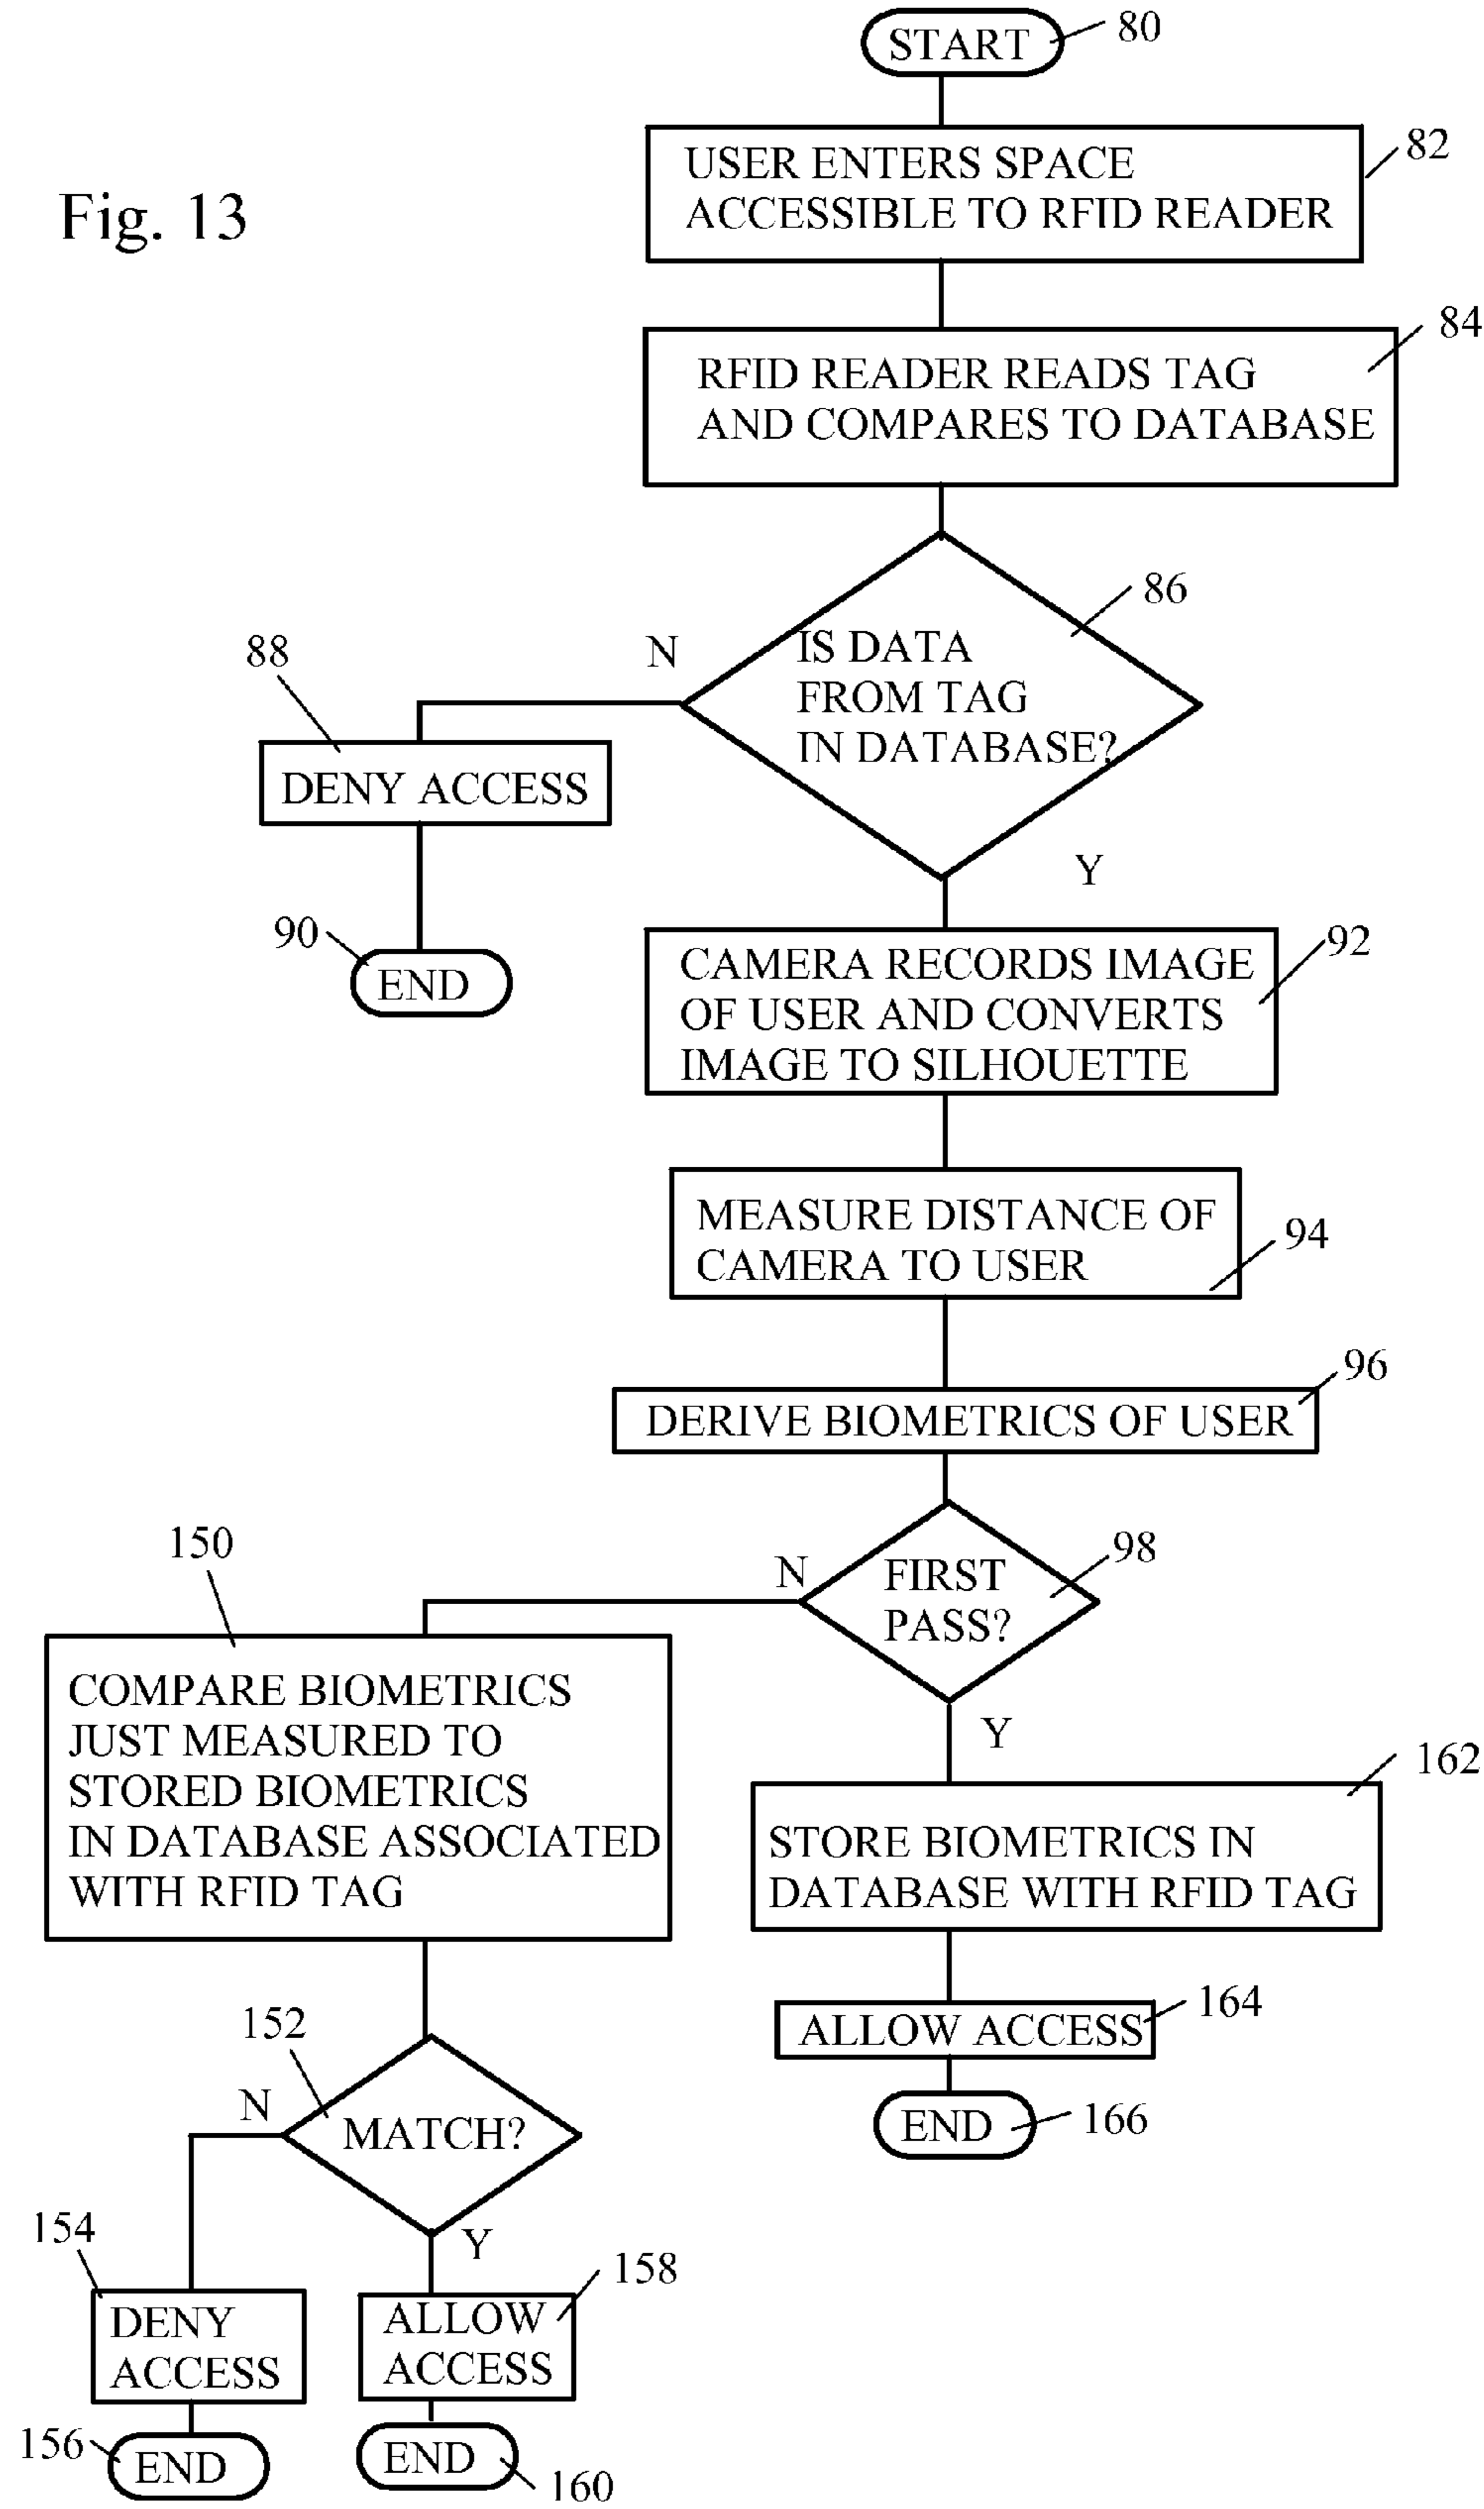 START
80
USER ENTERS SPACE
ACCESSIBLE TO RFID READER
82
Fig. 13
RFID READER READS TAG
AND COMPARES TO DATABASE
84
IS DATA
FROM TAG
IN DATABASE?
86
N
88
DENY ACCESS
90
END
Y
CAMERA RECORDS IMAGE
OF USER AND CONVERTS
IMAGE TO SILHOUETTE
92
MEASURE DISTANCE OF
CAMERA TO USER
94
DERIVE BIOMETRICS OF USER
96
FIRST
PASS?
98
N
150
COMPARE BIOMETRICS
JUST MEASURED TO
STORED BIOMETRICS
IN DATABASE ASSOCIATED
WITH RFID TAG
Y
162
STORE BIOMETRICS IN
DATABASE WITH RFID TAG
ALLOW ACCESS
164
END
166
152
N
MATCH?
Y
154
DENY
ACCESS
156
END
158
ALLOW
ACCESS
END
160